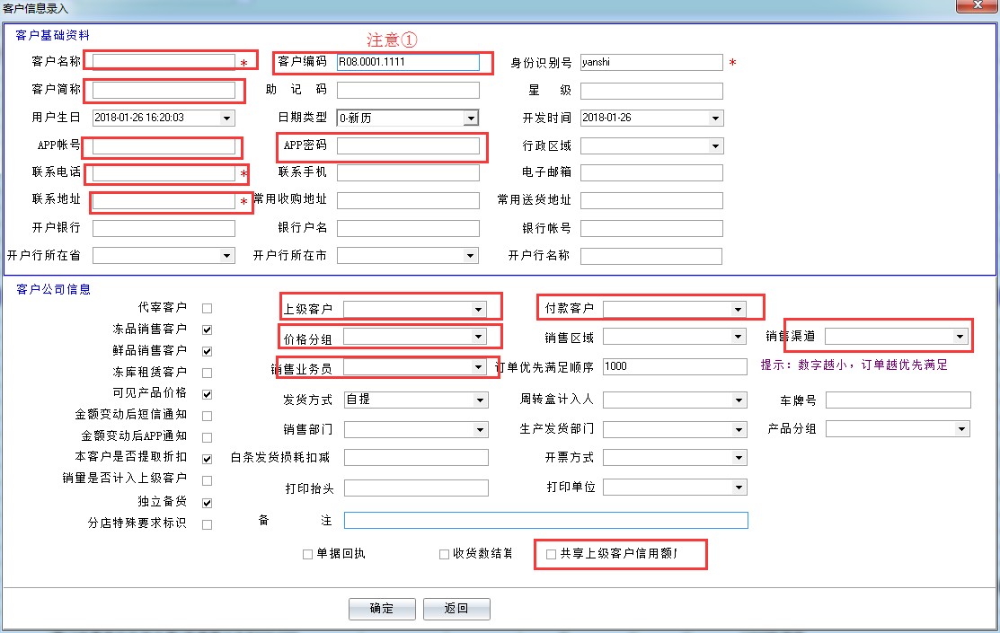 客户信息录入
客户基础资料
注意①
客户名称 * 客户编码 R08.0001.1111 身份识别号 yanshi *
客户简称 助记码 星级
用户生日 2018-01-26 16:20:03 日期类型 0-新历 开发时间 2018-01-26
APP帐号 APP密码 行政区域
联系电话 * 联系手机 电子邮箱
联系地址 * 常用收购地址 常用送货地址
开户银行 银行户名 银行帐号
开户行所在省 开户行所在市 开户行名称
客户公司信息
代宰客户 上级客户 付款客户
冻品销售客户 价格分组 销售区域 销售渠道
鲜品销售客户
冻库租赁客户 销售业务员 订单优先满足顺序 1000 提示：数字越小，订单越优先满足
可见产品价格 发货方式 自提 周转盒计入人 车牌号
金额变动后短信通知
金额变动后APP通知 销售部门 生产发货部门 产品分组
本客户是否提取折扣 白条发货损耗扣减 开票方式
销量是否计入上级客户 打印抬头 打印单位
独立备货
分店特殊要求标识 备注
单据回执 收货数结算 共享上级客户信用额
确定 返回